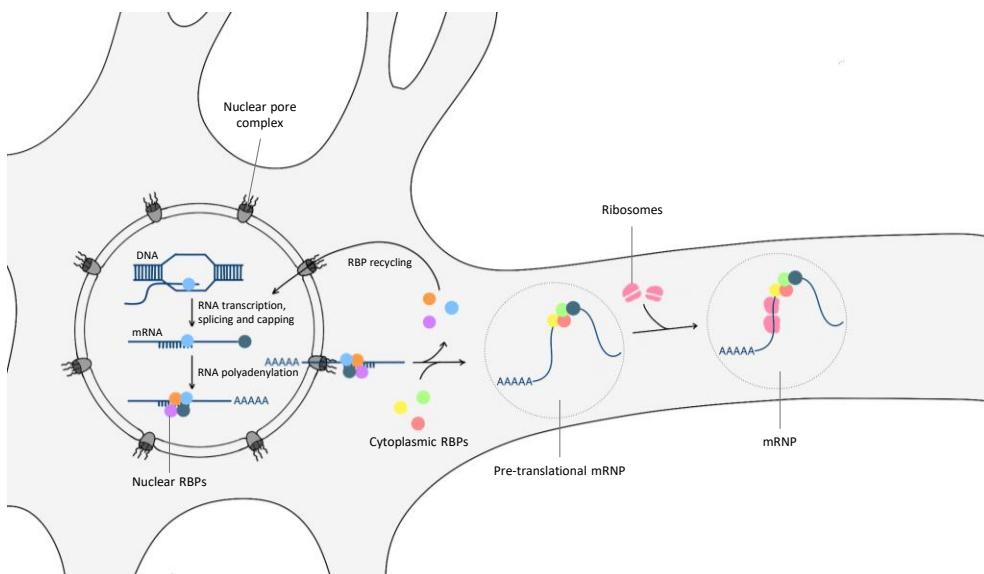 Nuclear pore
complex
Ribosomes
DNA
RBP recycling
RNA transcription,
splicing and capping
mRNA
AAAAA
RNA polyadenylation
AAAAA
AAAAA
AAAAA
Cytoplasmic RBPs
mRNP
Pre-translational mRNP
Nuclear RBPs